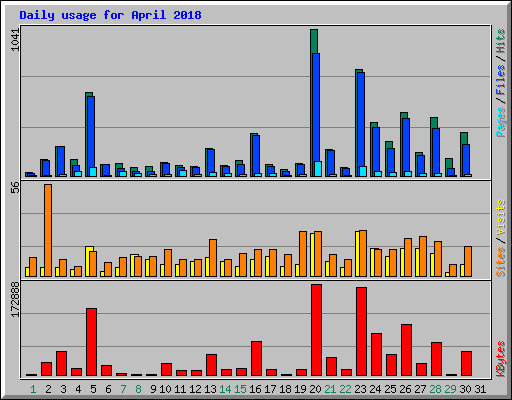 Daily usage for April 2018
1041
Pages / Files / Hits
56
Sites / Visits
172888
KBytes
1 2 3 4 5 6 7 8 9 10 11 12 13 14 15 16 17 18 19 20 21 22 23 24 25 26 27 28 29 30 31